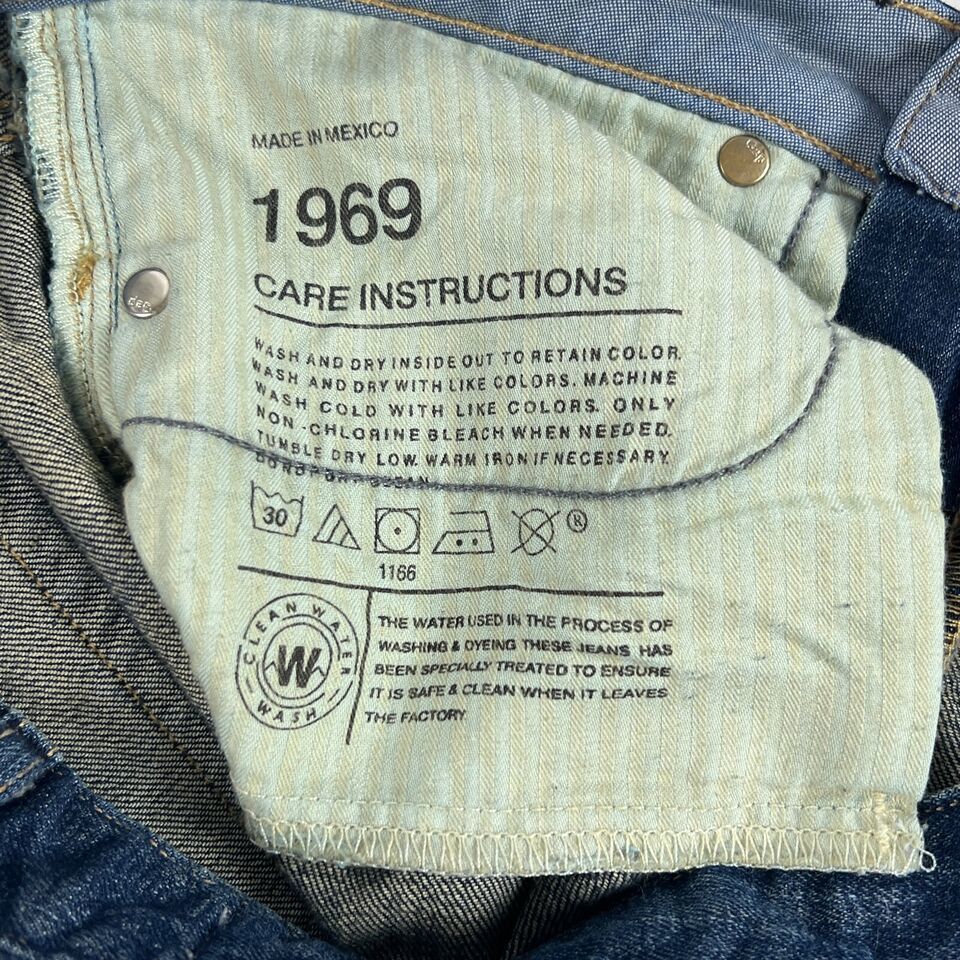 MADE IN MEXICO
1969
CARE INSTRUCTIONS
WASH AND DRY INSIDE OUT TO RETAIN COLOR.
WASH AND DRY WITH LIKE COLORS. MACHINE
WASH COLD WITH LIKE COLORS. ONLY
NON-CHLORINE BLEACH WHEN NEEDED.
TUMBLE DRY LOW. WARM IRON IF NECESSARY.
DRY CLEAN
30
®
1166
CLEAN WATER WASH
W
THE WATER USED IN THE PROCESS OF
WASHING & DYEING THESE JEANS HAS
BEEN SPECIALLY TREATED TO ENSURE
IT IS SAFE & CLEAN WHEN IT LEAVES
THE FACTORY